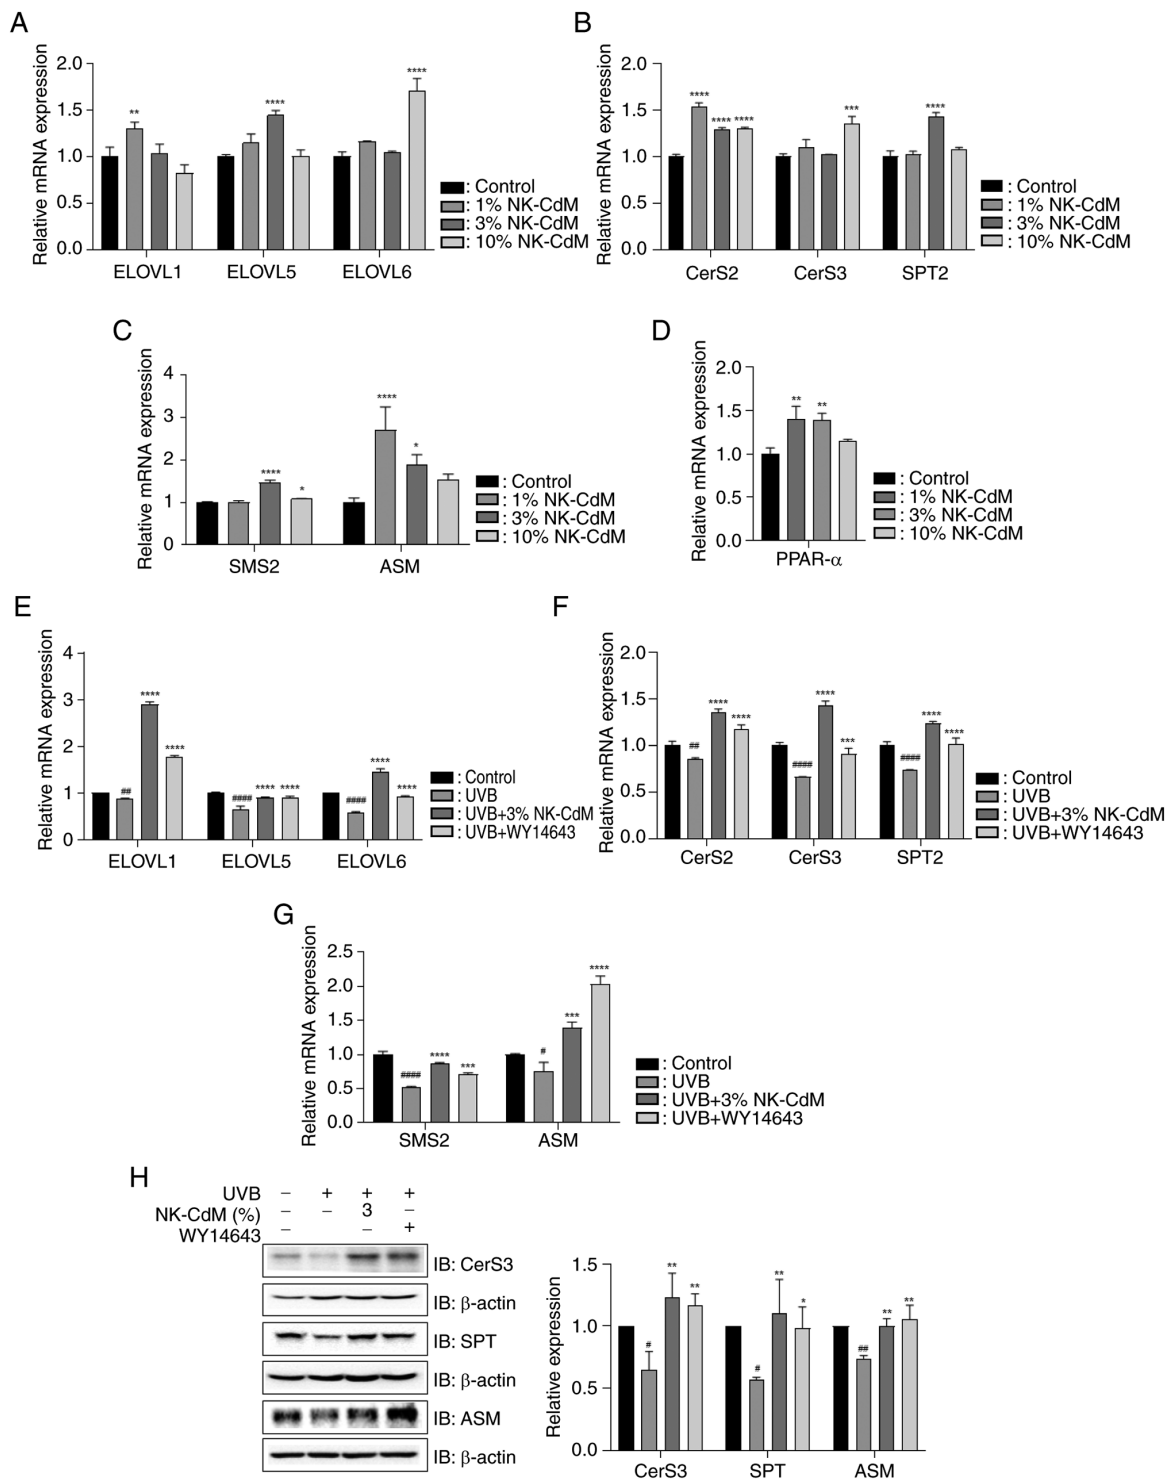 A
Relative mRNA expression
2.0
1.5
1.0
0.5
0.0
**
****
****
ELOVL1
ELOVL5
ELOVL6
: Control
: 1% NK-CdM
: 3% NK-CdM
: 10% NK-CdM
B
Relative mRNA expression
2.0
1.5
1.0
0.5
0.0
****
****
****
***
****
CerS2
CerS3
SPT2
: Control
: 1% NK-CdM
: 3% NK-CdM
: 10% NK-CdM
C
Relative mRNA expression
4
3
2
1
0
****
*
****
*
SMS2
ASM
: Control
: 1% NK-CdM
: 3% NK-CdM
: 10% NK-CdM
D
Relative mRNA expression
2.0
1.5
1.0
0.5
0.0
**
**
PPAR-α
: Control
: 1% NK-CdM
: 3% NK-CdM
: 10% NK-CdM
E
Relative mRNA expression
4
3
2
1
0
##
****
****
####
****
****
####
****
****
ELOVL1
ELOVL5
ELOVL6
: Control
: UVB
: UVB+3% NK-CdM
: UVB+WY14643
F
Relative mRNA expression
2.0
1.5
1.0
0.5
0.0
##
****
****
####
****
***
####
****
****
CerS2
CerS3
SPT2
: Control
: UVB
: UVB+3% NK-CdM
: UVB+WY14643
G
Relative mRNA expression
2.5
2.0
1.5
1.0
0.5
0.0
####
****
***
#
***
****
SMS2
ASM
: Control
: UVB
: UVB+3% NK-CdM
: UVB+WY14643
H
UVB – + + +
NK-CdM (%) – – 3 –
WY14643 – – – +
IB: CerS3
IB: β-actin
IB: SPT
IB: β-actin
IB: ASM
IB: β-actin
Relative expression
1.5
1.0
0.5
0.0
#
**
**
#
**
*
##
**
**
CerS3
SPT
ASM